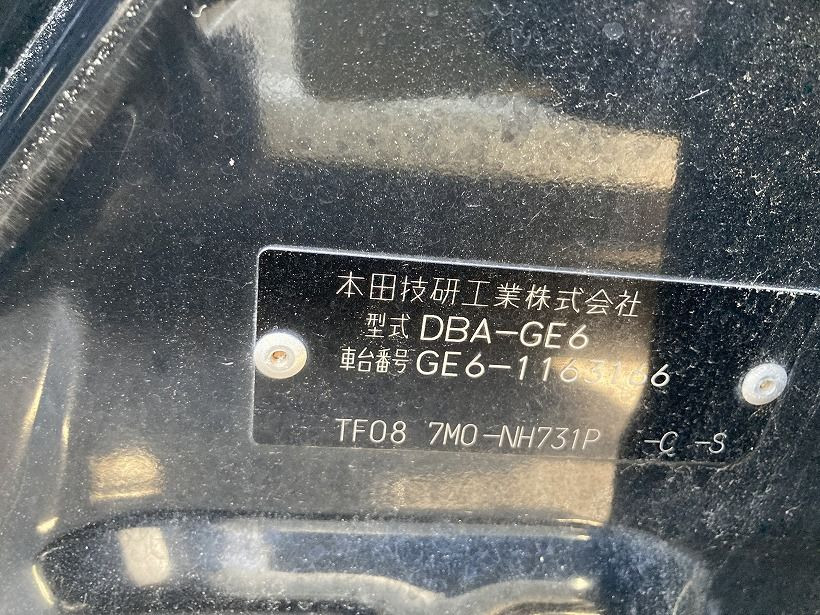 本田技研工業株式会社
型式 DBA-GE6
車台番号 GE6-1163166
TF08 7M0-NH731P -C -S